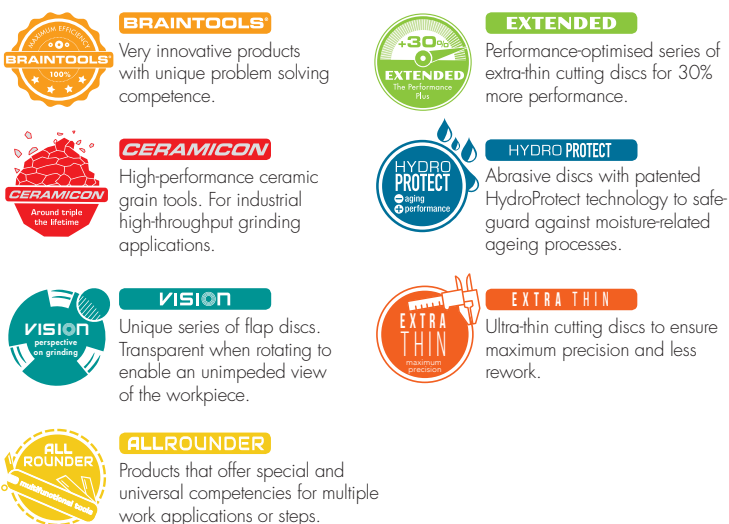 MAXIMUM EFFICIENCY
BRAINTOOLS®
100%
BRAINTOOLS®
Very innovative products
with unique problem solving
competence.
CERAMICON
Around triple
the lifetime
CERAMICON
High-performance ceramic
grain tools. For industrial
high-throughput grinding
applications.
VISION
perspective
on grinding
VISION
Unique series of flap discs.
Transparent when rotating to
enable an unimpeded view
of the workpiece.
ALL
ROUNDER
multifunctional tools
ALLROUNDER
Products that offer special and
universal competencies for multiple
work applications or steps.
+30%
EXTENDED
The Performance
Plus
EXTENDED
Performance-optimised series of
extra-thin cutting discs for 30%
more performance.
HYDRO
PROTECT
- aging
+ performance
HYDRO PROTECT
Abrasive discs with patented
HydroProtect technology to safe-
guard against moisture-related
ageing processes.
EXTRA
THIN
maximum
precision
EXTRA THIN
Ultra-thin cutting discs to ensure
maximum precision and less
rework.